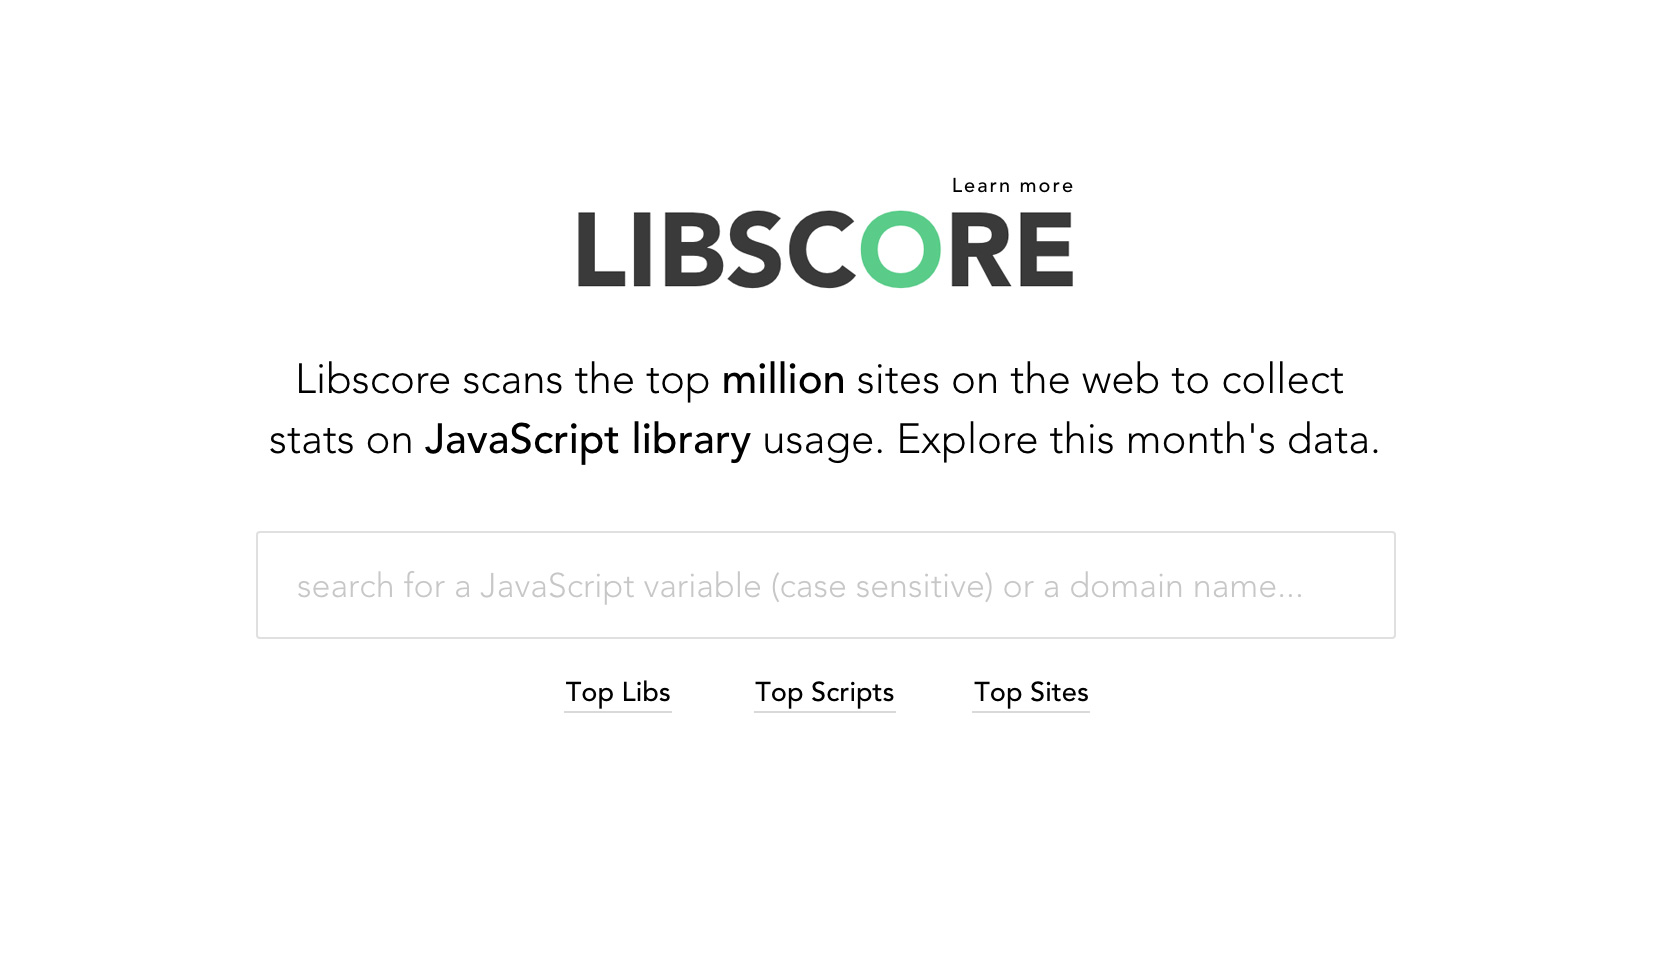 Learn more
LIBSCORE
Libscore scans the top million sites on the web to collect
stats on JavaScript library usage. Explore this month's data.
search for a JavaScript variable (case sensitive) or a domain name...
Top Libs Top Scripts Top Sites